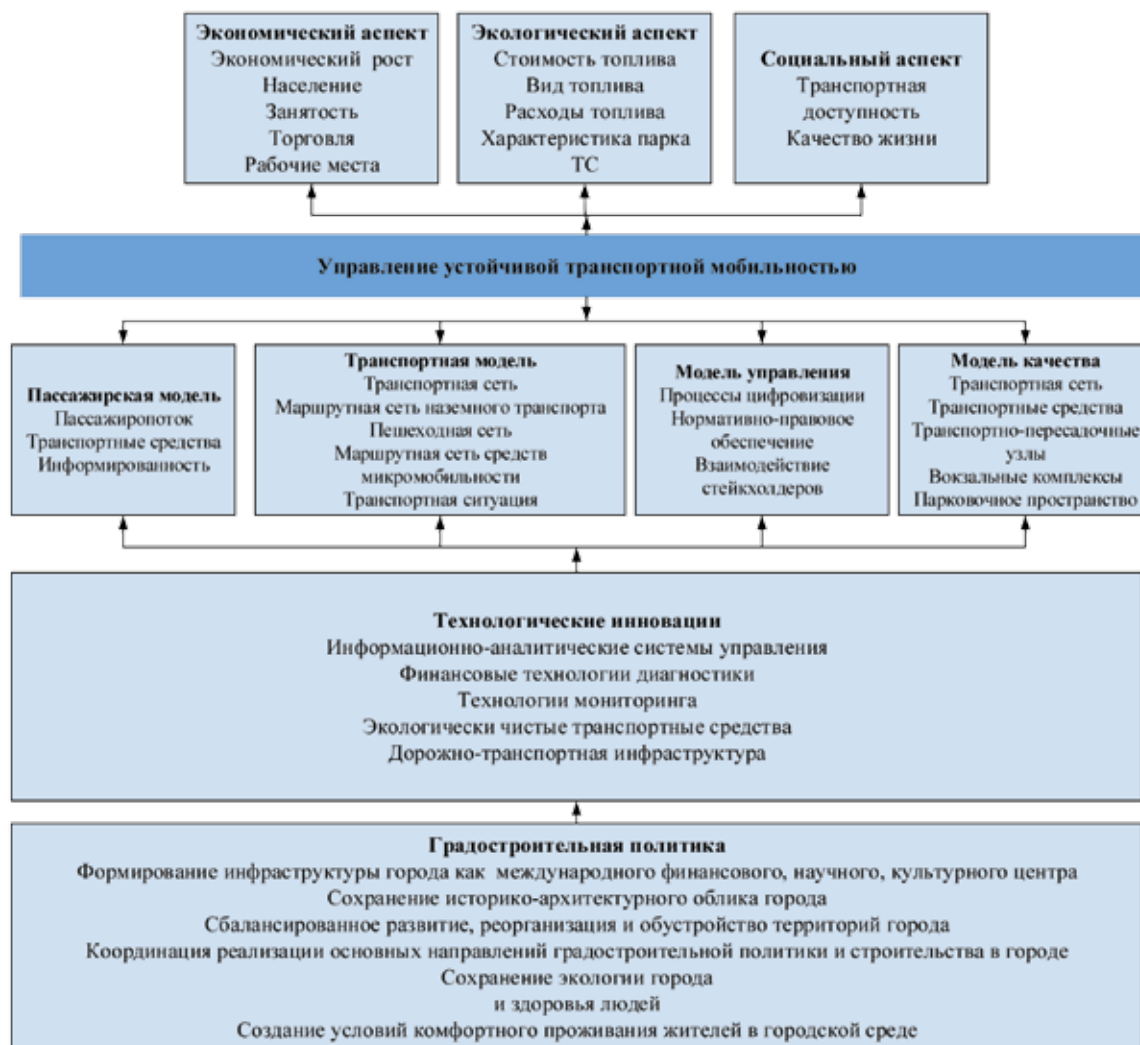 Экономический аспект
Экономический рост
Население
Занятость
Торговля
Рабочие места
Экологический аспект
Стоимость топлива
Вид топлива
Расходы топлива
Характеристика парка
ТС
Социальный аспект
Транспортная
доступность
Качество жизни
Управление устойчивой транспортной мобильностью
Пассажирская модель
Пассажиропоток
Транспортные средства
Информированность
Транспортная модель
Транспортная сеть
Маршрутная сеть наземного транспорта
Пешеходная сеть
Маршрутная сеть средств
микромобильности
Транспортная ситуация
Модель управления
Процессы цифровизации
Нормативно-правовое
обеспечение
Взаимодействие
стейкхолдеров
Модель качества
Транспортная сеть
Транспортные средства
Транспортно-пересадочные
узлы
Вокзальные комплексы
Парковочное пространство
Технологические инновации
Информационно-аналитические системы управления
Финансовые технологии диагностики
Технологии мониторинга
Экологически чистые транспортные средства
Дорожно-транспортная инфраструктура
Градостроительная политика
Формирование инфраструктуры города как международного финансового, научного, культурного центра
Сохранение историко-архитектурного облика города
Сбалансированное развитие, реорганизация и обустройство территорий города
Координация реализации основных направлений градостроительной политики и строительства в городе
Сохранение экологии города
и здоровья людей
Создание условий комфортного проживания жителей в городской среде